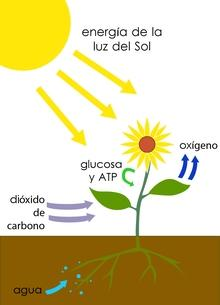 energía de la
luz del Sol
oxígeno
glucosa
y ATP
dióxido
de
carbono
agua